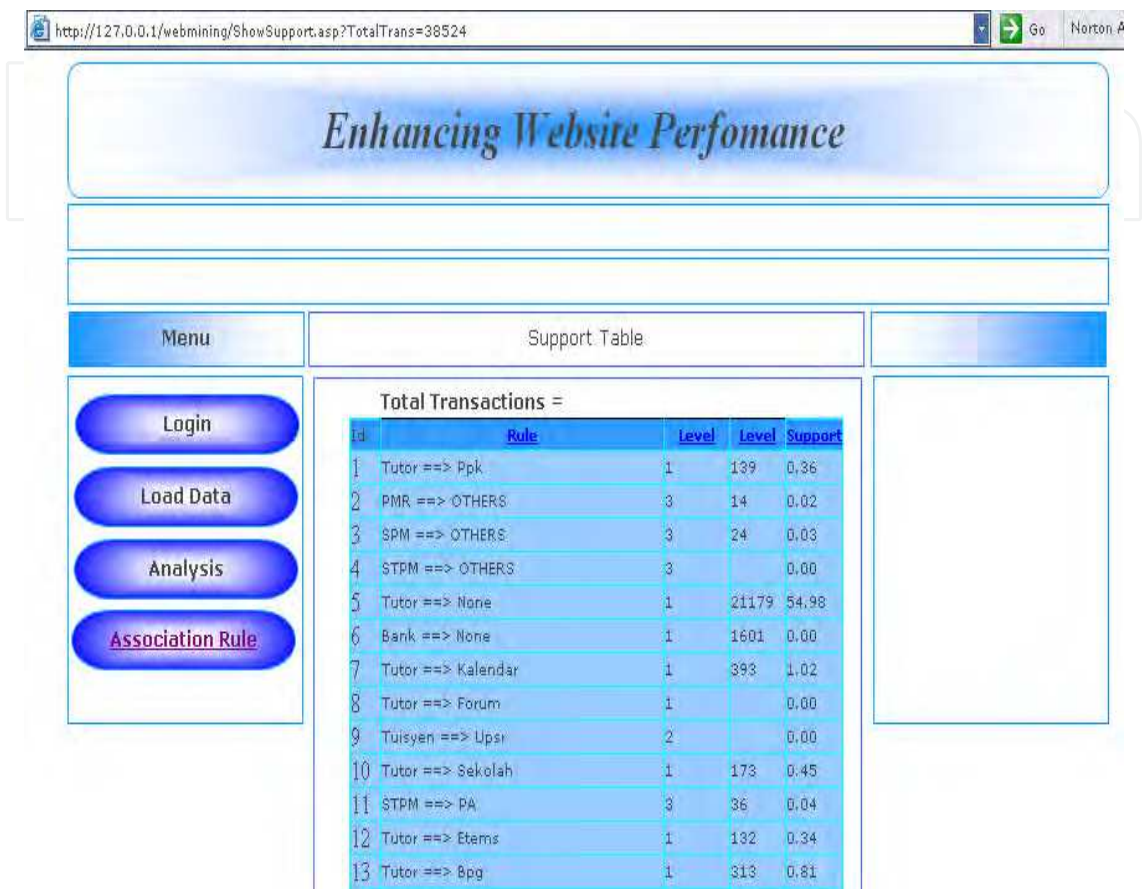 http://127.0.0.1/webmining/ShowSupport.asp?TotalTrans=38524 Go Norton A
Enhancing Website Perfomance
Menu
Support Table
Login
Load Data
Analysis
Association Rule
Total Transactions =
Id Rule Level Level Support
1 Tutor ==> Ppk 1 139 0.36
2 PMR ==> OTHERS 3 14 0.02
3 SPM ==> OTHERS 3 24 0.03
4 STPM ==> OTHERS 3 0.00
5 Tutor ==> None 1 21179 54.98
6 Bank ==> None 1 1601 0.00
7 Tutor ==> Kalendar 1 393 1.02
8 Tutor ==> Forum 1 0.00
9 Tuisyen ==> Upsr 2 0.00
10 Tutor ==> Sekolah 1 173 0.45
11 STPM ==> PA 3 36 0.04
12 Tutor ==> Etems 1 132 0.34
13 Tutor ==> Bpg 1 313 0.81